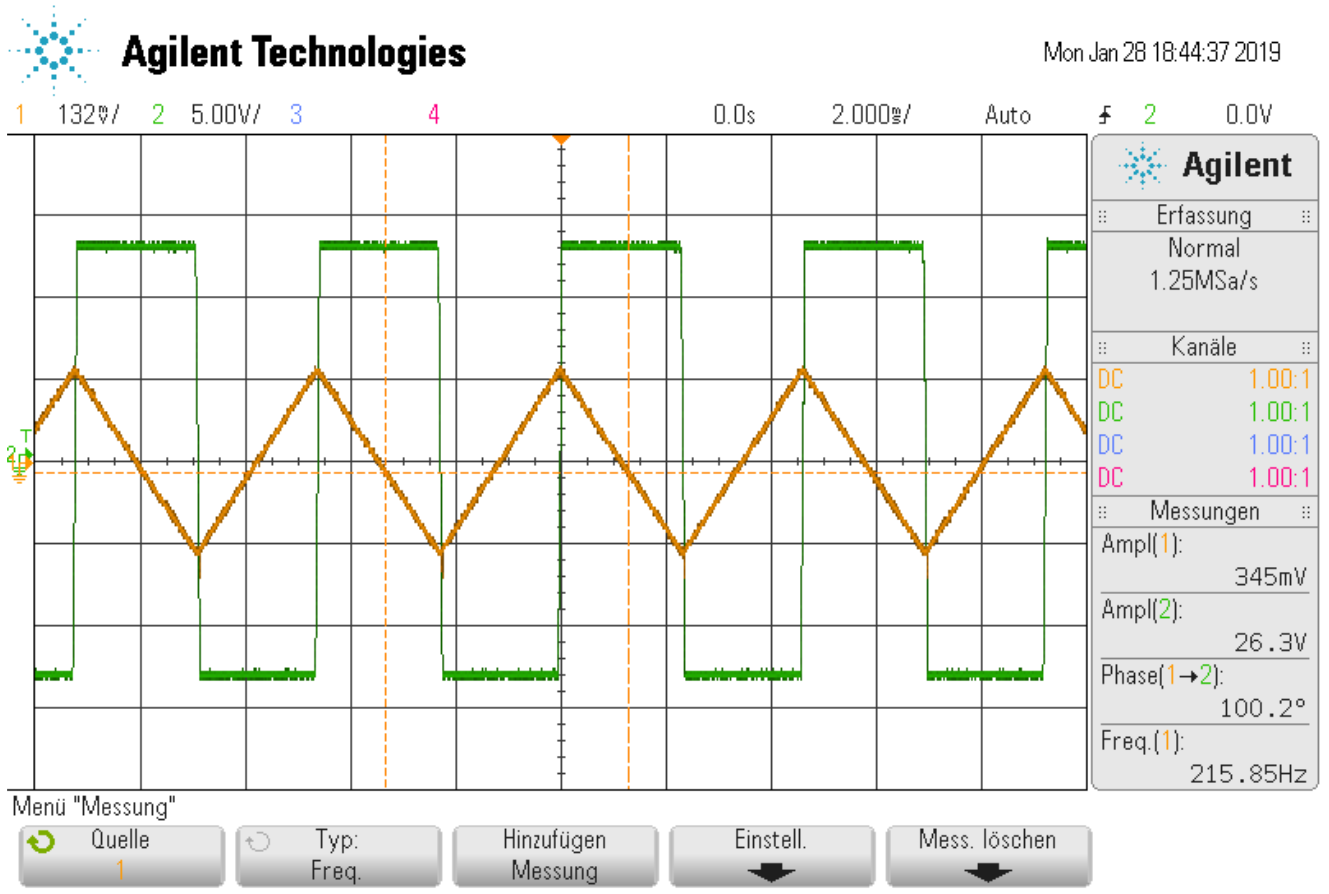 Agilent Technologies
Mon Jan 28 18:44:37 2019
1 132mV/ 2 5.00V/ 3 4 0.0s 2.000ms/ Auto 2 0.0V
Agilent
Erfassung
Normal
1.25MSa/s
Kanäle
DC 1.00:1
DC 1.00:1
DC 1.00:1
DC 1.00:1
Messungen
Ampl(1):
345mV
Ampl(2):
26.3V
Phase(1→2):
100.2°
Freq.(1):
215.85Hz
T
2
Menü "Messung"
Quelle
1
Typ:
Freq.
Hinzufügen
Messung
Einstell.
Mess. löschen